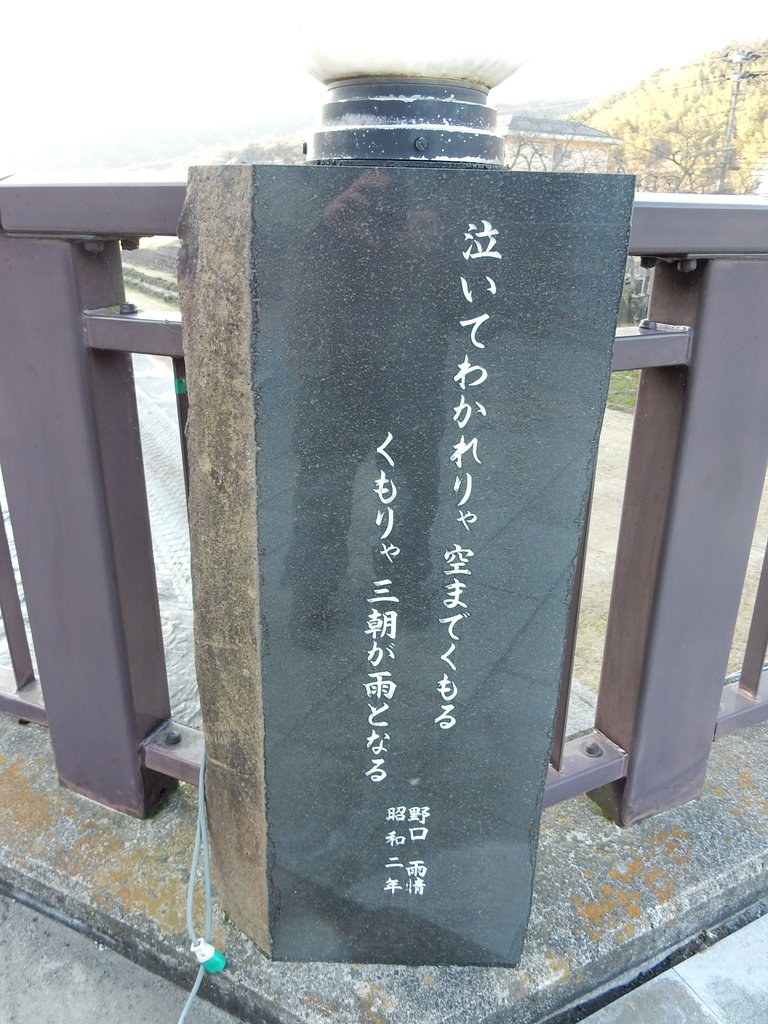 泣いてわかれりゃ 空までくもる
くもりゃ 三朝が雨となる
野口 雨情
昭和二年